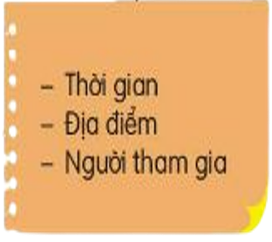 – Thời gian
– Địa điểm
– Người tham gia